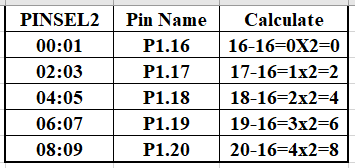 PINSEL2 Pin Name Calculate
00:01 P1.16 16-16=0X2=0
02:03 P1.17 17-16=1x2=2
04:05 P1.18 18-16=2x2=4
06:07 P1.19 19-16=3x2=6
08:09 P1.20 20-16=4x2=8